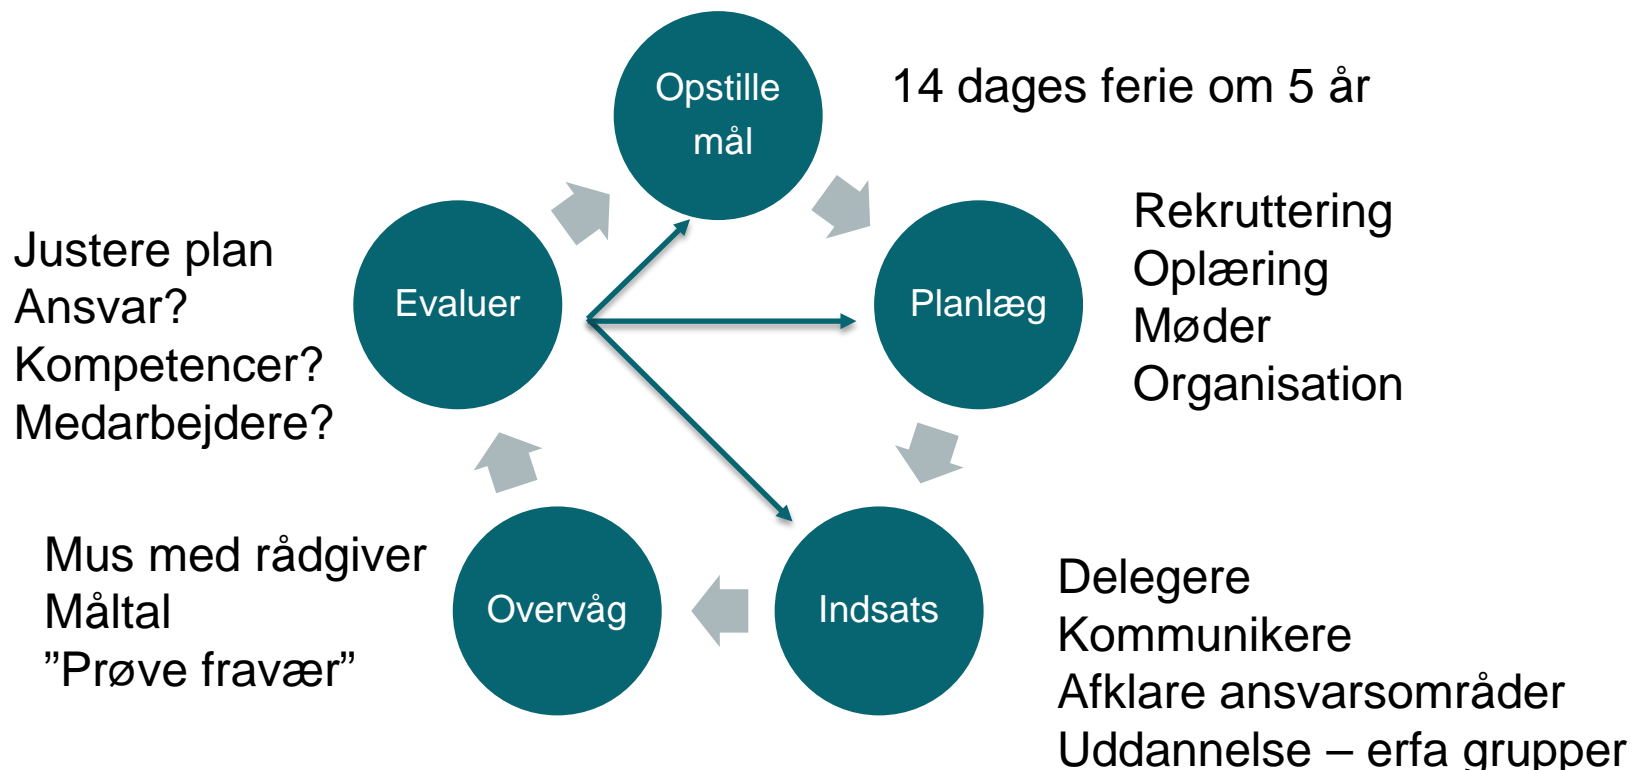 Opstille
mål
14 dages ferie om 5 år
Planlæg
Rekruttering
Oplæring
Møder
Organisation
Indsats
Delegere
Kommunikere
Afklare ansvarsområder
Uddannelse – erfa grupper
Overvåg
Mus med rådgiver
Måltal
”Prøve fravær”
Evaluer
Justere plan
Ansvar?
Kompetencer?
Medarbejdere?